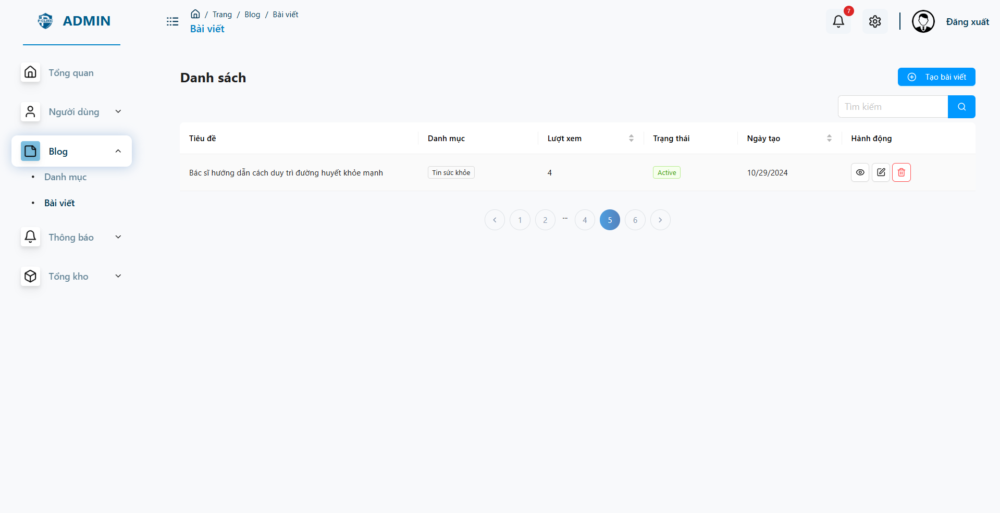 P-CLINIC
ADMIN
/ Trang / Blog / Bài viết
Bài viết
7
Đăng xuất
Tổng quan
Người dùng
Blog
• Danh mục
• Bài viết
Thông báo
Tổng kho
Danh sách
Tạo bài viết
Tìm kiếm
Tiêu đề Danh mục Lượt xem Trạng thái Ngày tạo Hành động
Bác sĩ hướng dẫn cách duy trì đường huyết khỏe mạnh Tin sức khỏe 4 Active 10/29/2024
1 2 ··· 4 5 6